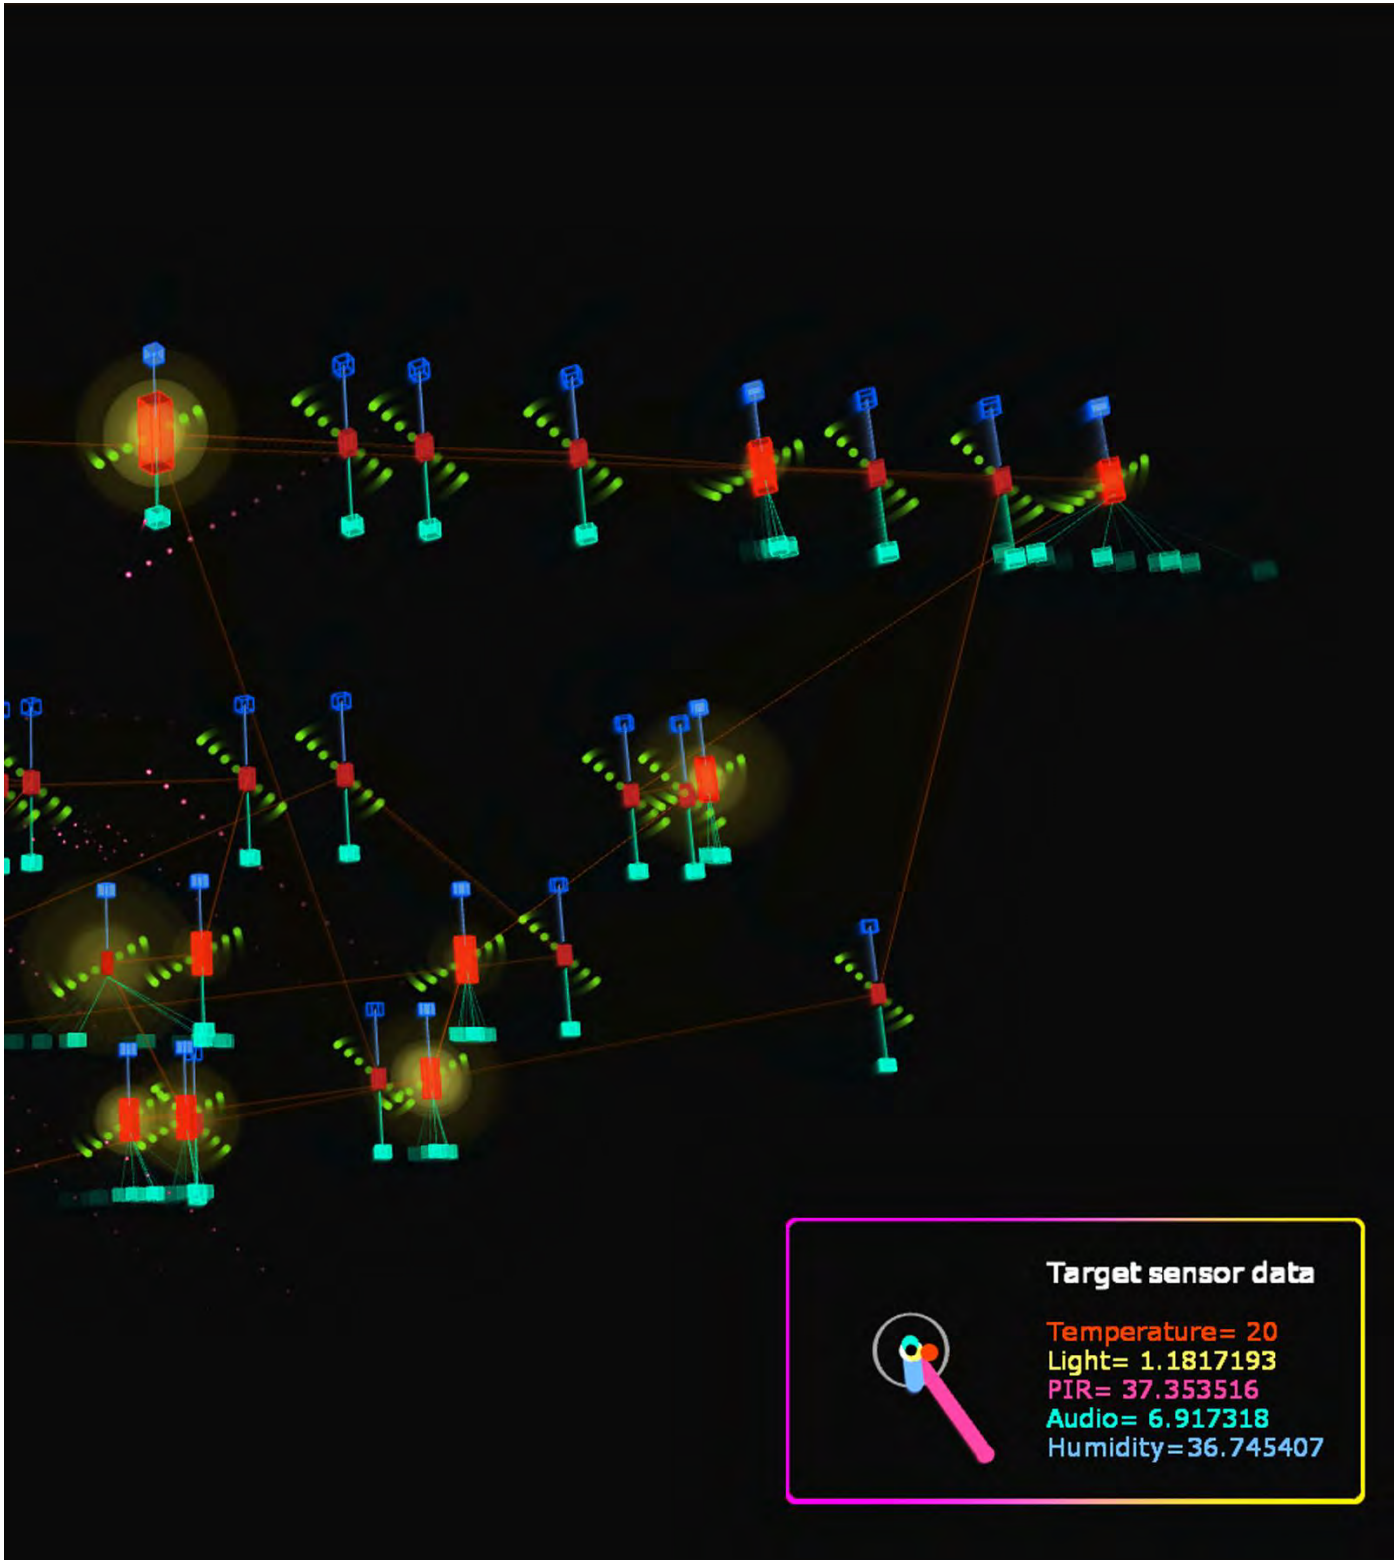 Target sensor data
Temperature= 20
Light= 1.1817193
PIR= 37.353516
Audio= 6.917318
Humidity=36.745407